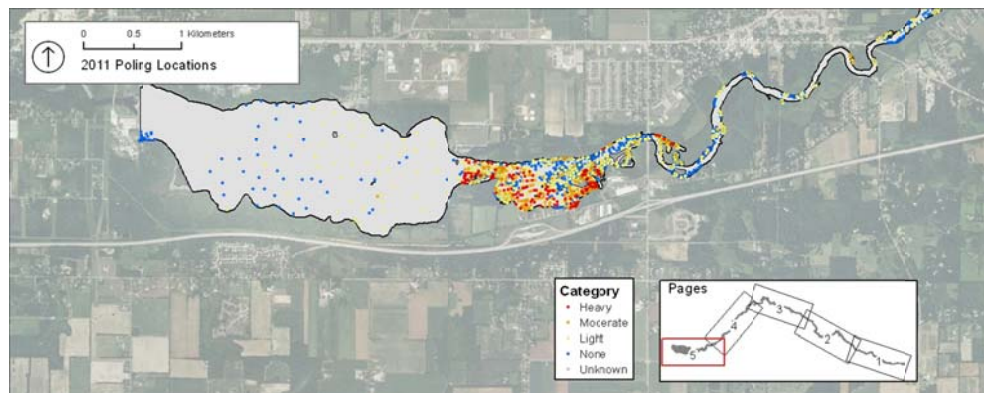 0 0.5 1 Kilometers
2011 Polirg Locations
Category
Heavy
Mocerate
Light
None
Unknown
Pages
3
4
2
5
1